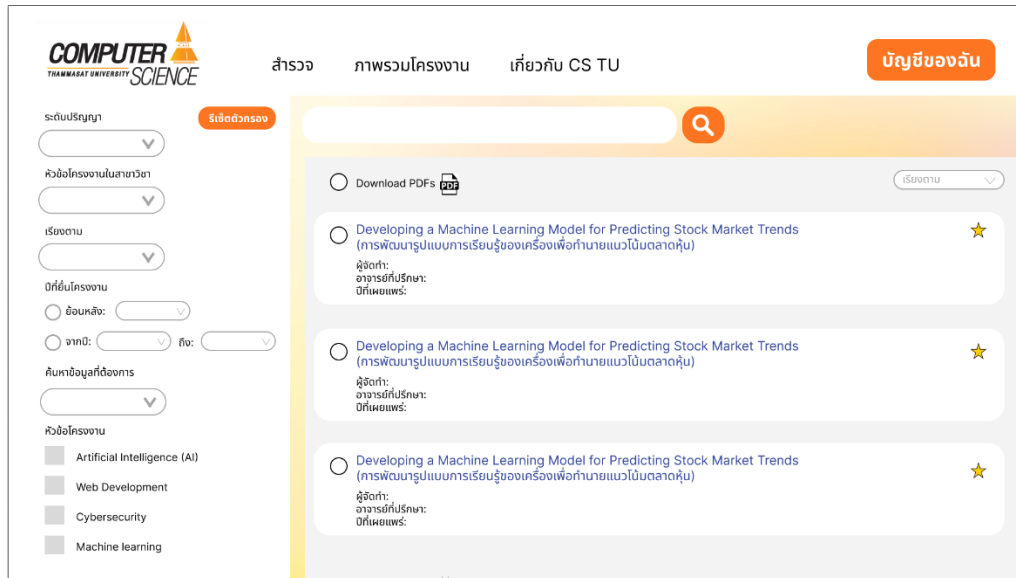 COMPUTER
THAMMASAT UNIVERSITY SCIENCE
สำรวจ ภาพรวมโครงงาน เกี่ยวกับ CS TU
บัญชีของฉัน
ระดับปริญญา
รีเซ็ตตัวกรอง
หัวข้อโครงงานในสาขาวิชา
เรียงตาม
ปีที่ยื่นโครงงาน
ย้อนหลัง:
จากปี: ถึง:
ค้นหาข้อมูลที่ต้องการ
หัวข้อโครงงาน
Artificial Intelligence (AI)
Web Development
Cybersecurity
Machine learning
Download PDFs PDF
เรียงตาม
Developing a Machine Learning Model for Predicting Stock Market Trends
(การพัฒนารูปแบบการเรียนรู้ของเครื่องเพื่อทำนายแนวโน้มตลาดหุ้น)
ผู้จัดทำ:
อาจารย์ที่ปรึกษา:
ปีที่เผยแพร่:
Developing a Machine Learning Model for Predicting Stock Market Trends
(การพัฒนารูปแบบการเรียนรู้ของเครื่องเพื่อทำนายแนวโน้มตลาดหุ้น)
ผู้จัดทำ:
อาจารย์ที่ปรึกษา:
ปีที่เผยแพร่:
Developing a Machine Learning Model for Predicting Stock Market Trends
(การพัฒนารูปแบบการเรียนรู้ของเครื่องเพื่อทำนายแนวโน้มตลาดหุ้น)
ผู้จัดทำ:
อาจารย์ที่ปรึกษา:
ปีที่เผยแพร่: